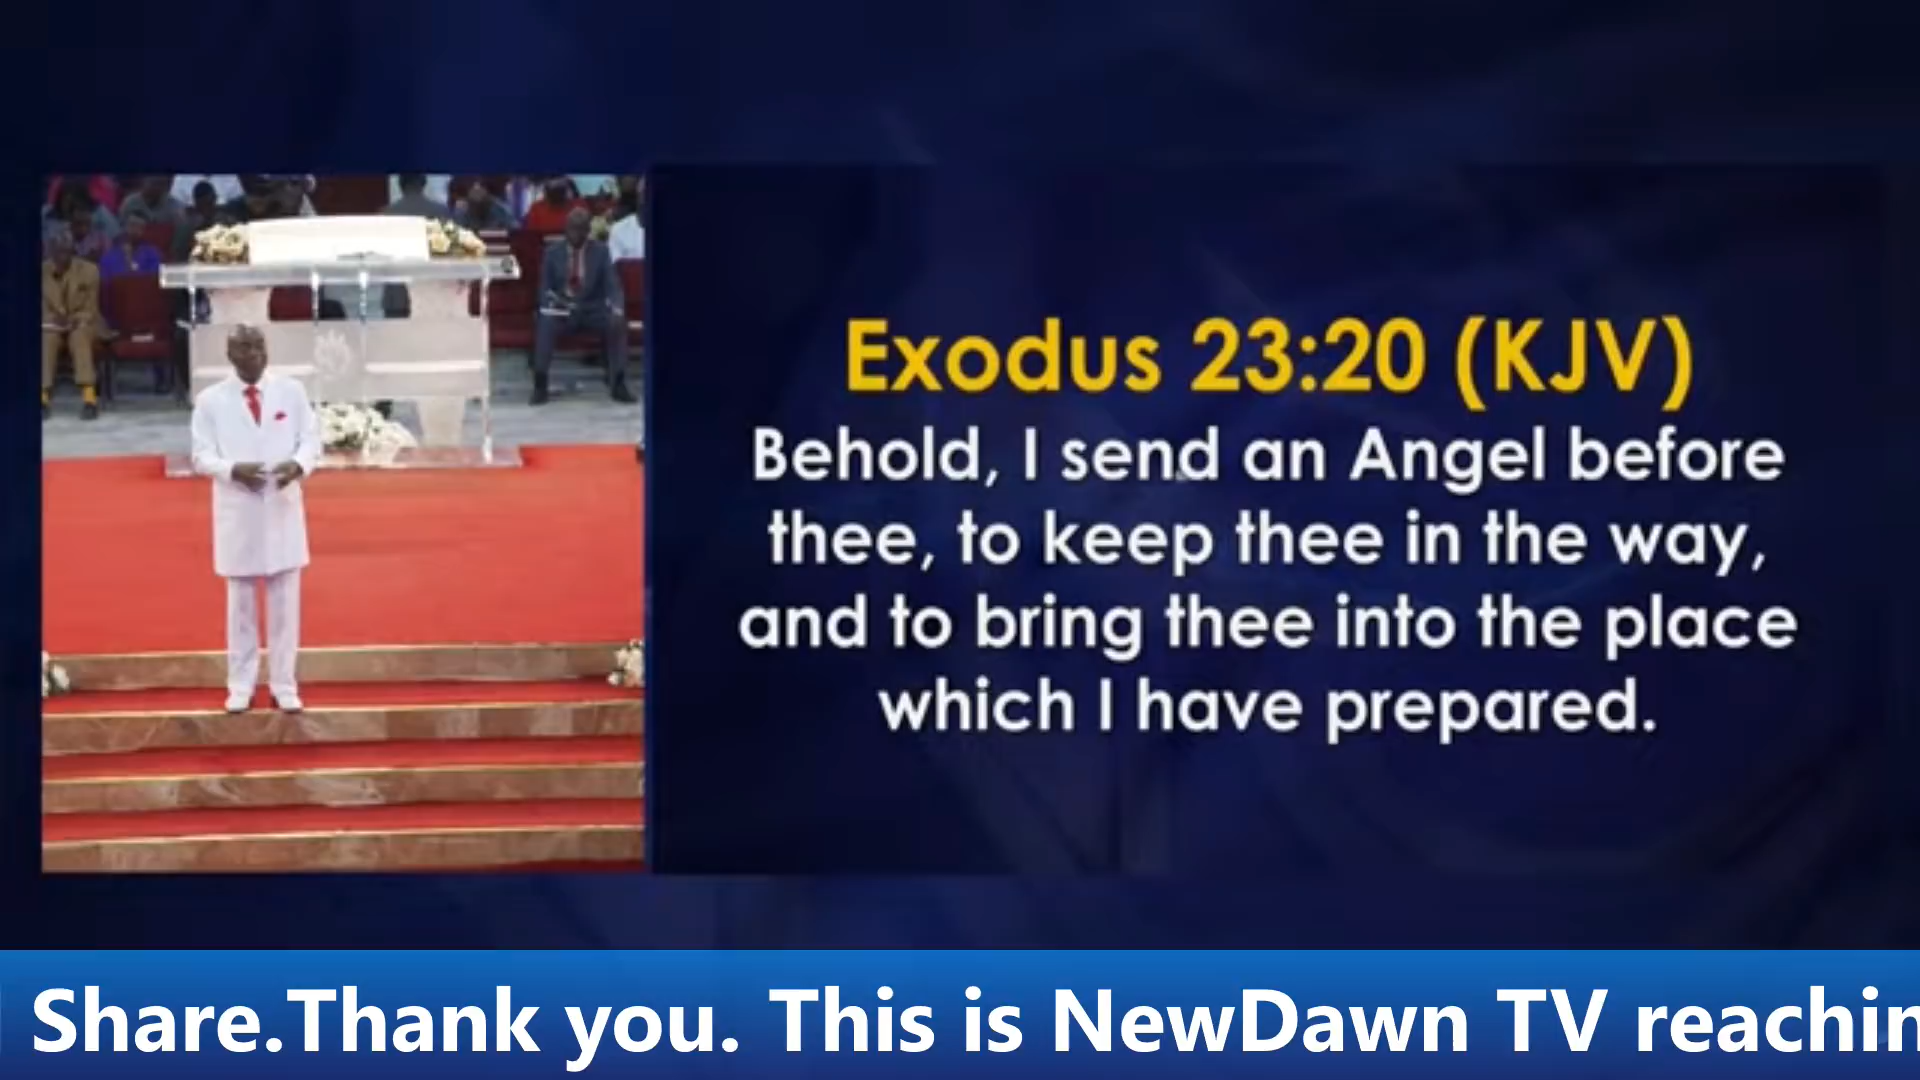 Exodus 23:20 (KJV)
Behold, I send an Angel before
thee, to keep thee in the way,
and to bring thee into the place
which I have prepared.
Share.Thank you. This is NewDawn TV reachin